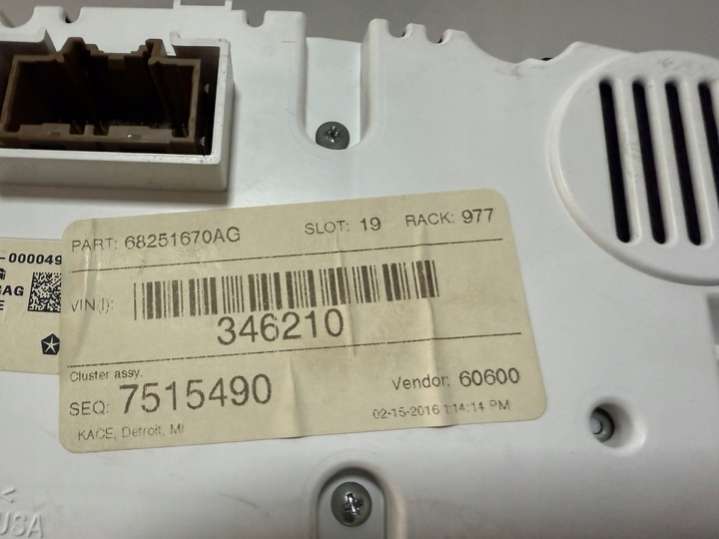 PART: 68251670AG SLOT: 19 RACK: 977
-000049
AG
E
VIN(l):
346210
Cluster assy.
SEQ: 7515490 Vendor: 60600
02-15-2016 1:14:14 PM
KACE, Detroit, MI
<
USA